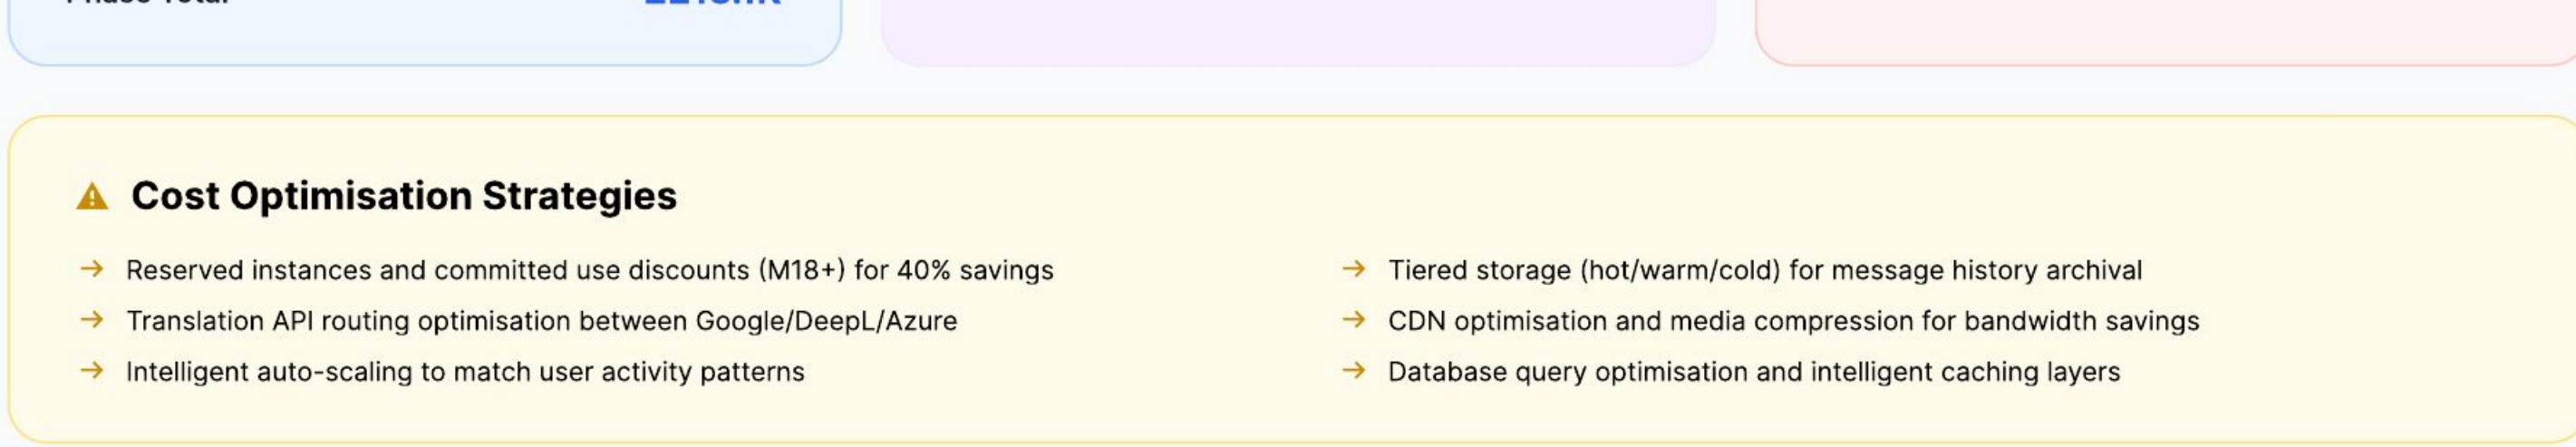 Phase Total
Cost Optimisation Strategies
→ Reserved instances and committed use discounts (M18+) for 40% savings
→ Translation API routing optimisation between Google/DeepL/Azure
→ Intelligent auto-scaling to match user activity patterns
→ Tiered storage (hot/warm/cold) for message history archival
→ CDN optimisation and media compression for bandwidth savings
→ Database query optimisation and intelligent caching layers